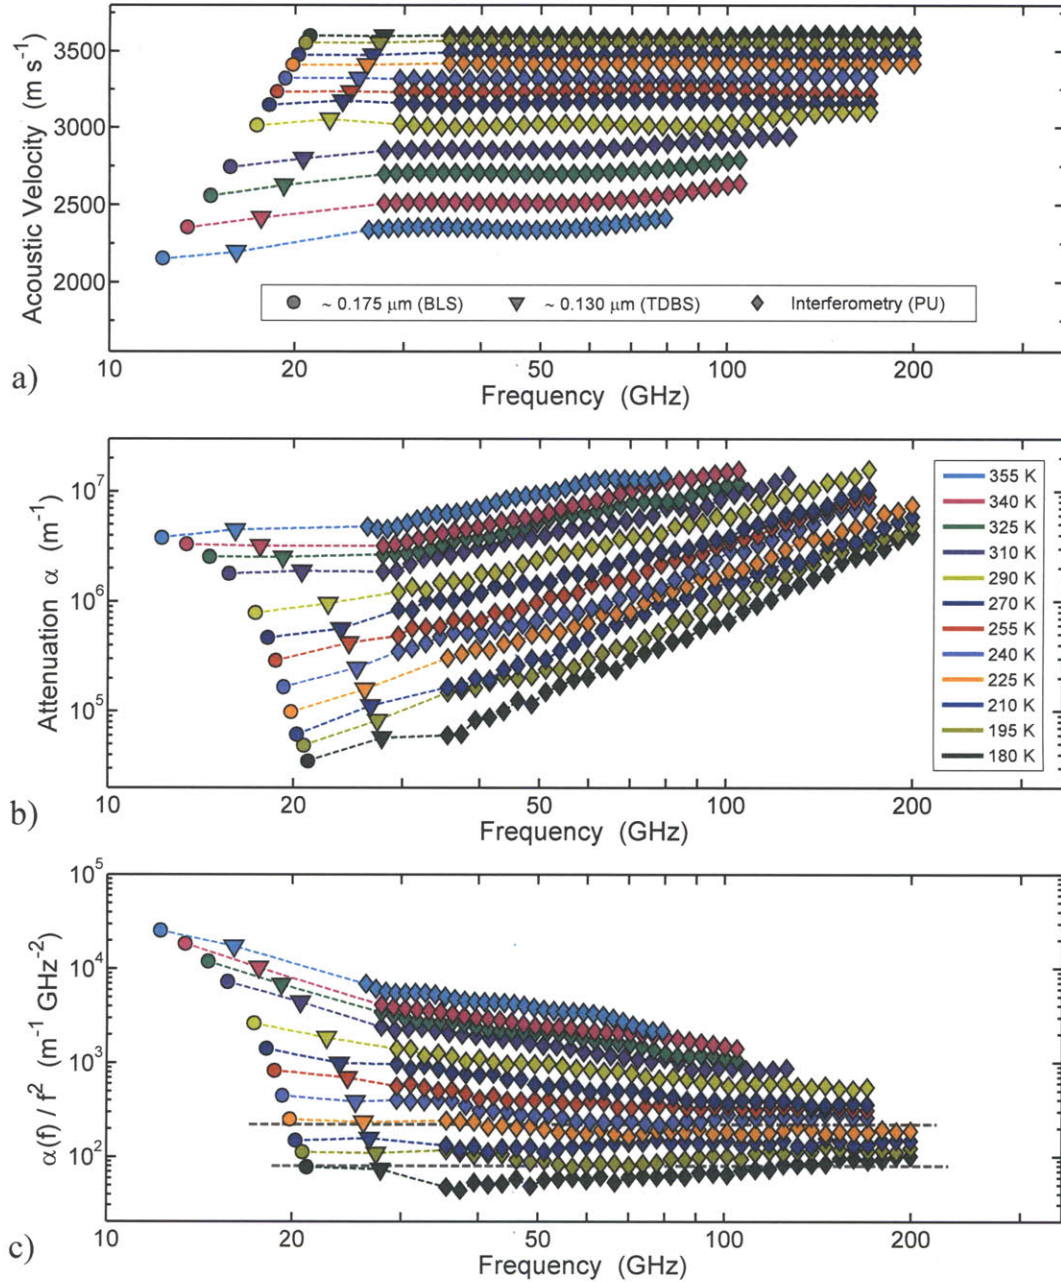 3500
3000
2500
2000
Acoustic Velocity (m s⁻¹)
~ 0.175 μm (BLS) ~ 0.130 μm (TDBS) Interferometry (PU)
10 20 50 100 200
Frequency (GHz)
a)
10⁷
10⁶
10⁵
Attenuation α (m⁻¹)
355 K
340 K
325 K
310 K
290 K
270 K
255 K
240 K
225 K
210 K
195 K
180 K
10 20 50 100 200
Frequency (GHz)
b)
10⁵
10⁴
10³
10²
α(f) / f² (m⁻¹ GHz⁻²)
10 20 50 100 200
Frequency (GHz)
c)